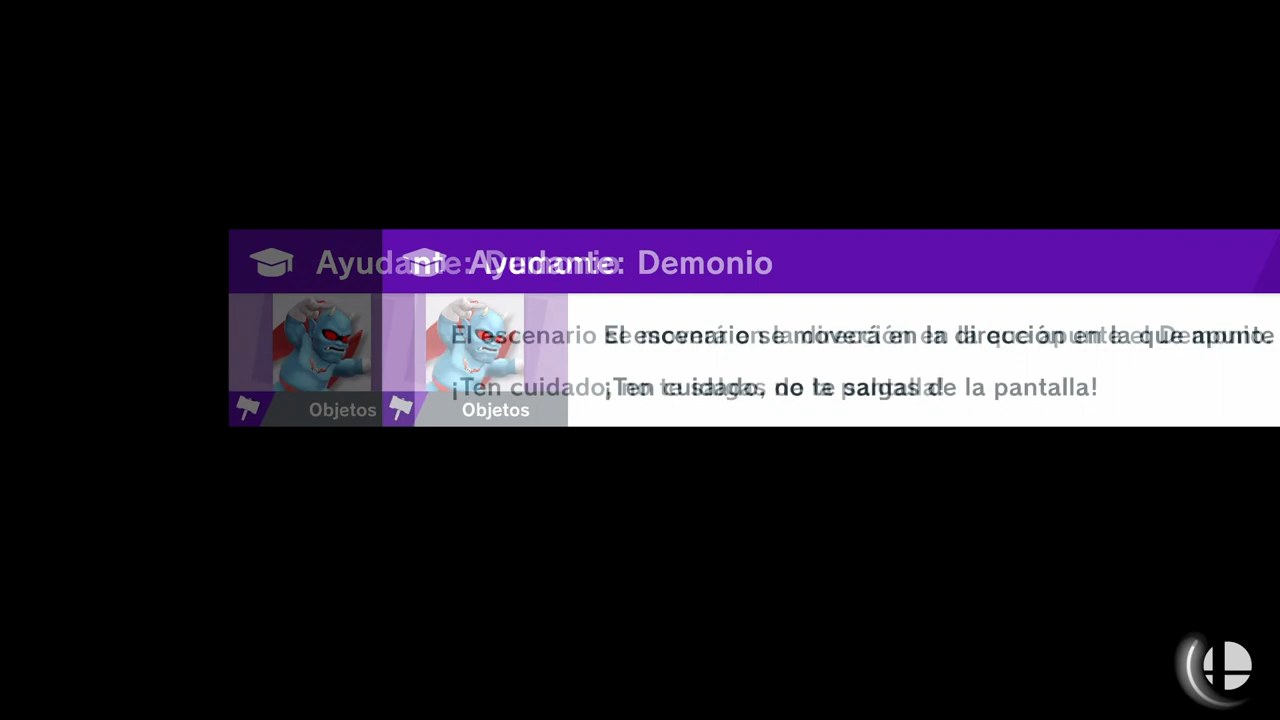 Ayudante: Demonio
El escenario se moverá en la dirección en la que apunte el Demonio.
¡Ten cuidado, no te salgas de la pantalla!
Objetos
Objetos